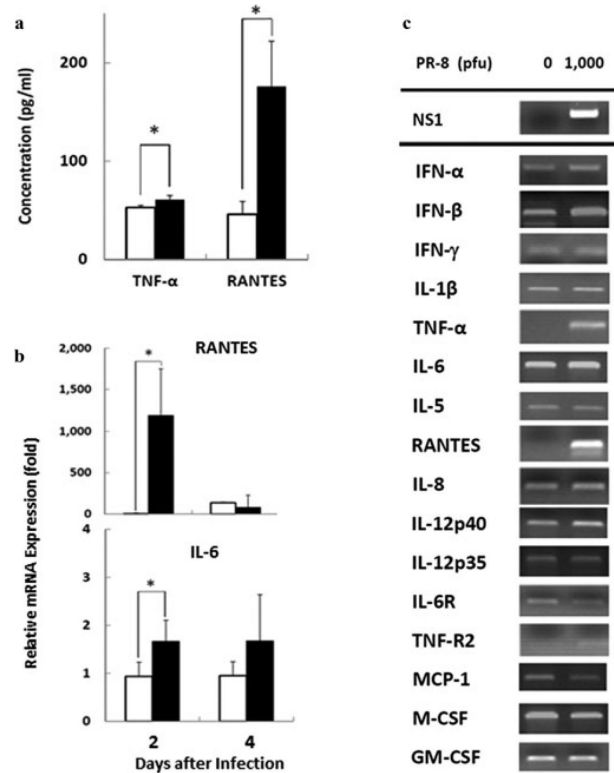 a
*
*
Concentration (pg/ml)
200
100
0
TNF-α
RANTES
b
RANTES
*
Relative mRNA Expression (fold)
2,000
1,500
1,000
500
0
IL-6
*
4
3
2
1
0
2
4
Days after Infection
c
PR-8 (pfu) 0 1,000
NS1
IFN-α
IFN-β
IFN-γ
IL-1β
TNF-α
IL-6
IL-5
RANTES
IL-8
IL-12p40
IL-12p35
IL-6R
TNF-R2
MCP-1
M-CSF
GM-CSF